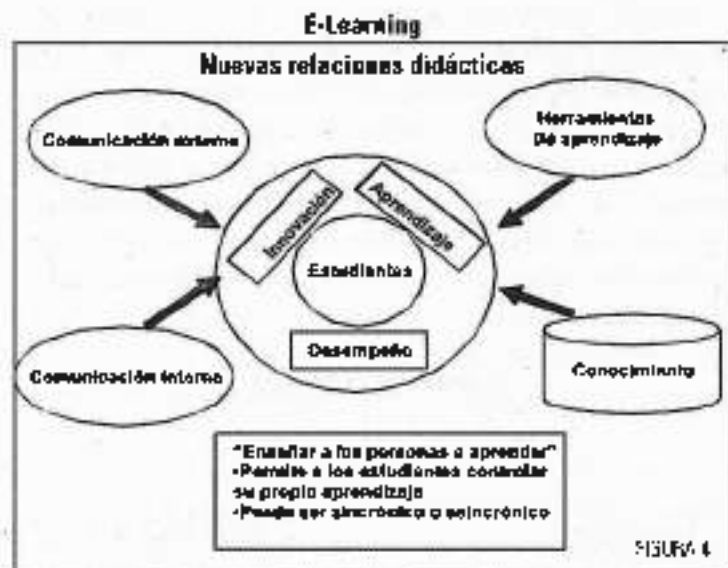 E-Learning
Nuevas relaciones didácticas
Comunicación externa
Herramientas
De aprendizaje
Innovación
Aprendizaje
Estudiantes
Desempeño
Comunicación interna
Conocimiento
"Enseñar a las personas a aprender"
•Permite a los estudiantes controlar
su propio aprendizaje
•Puede ser sincrónico o asincrónico
FIGURA 4